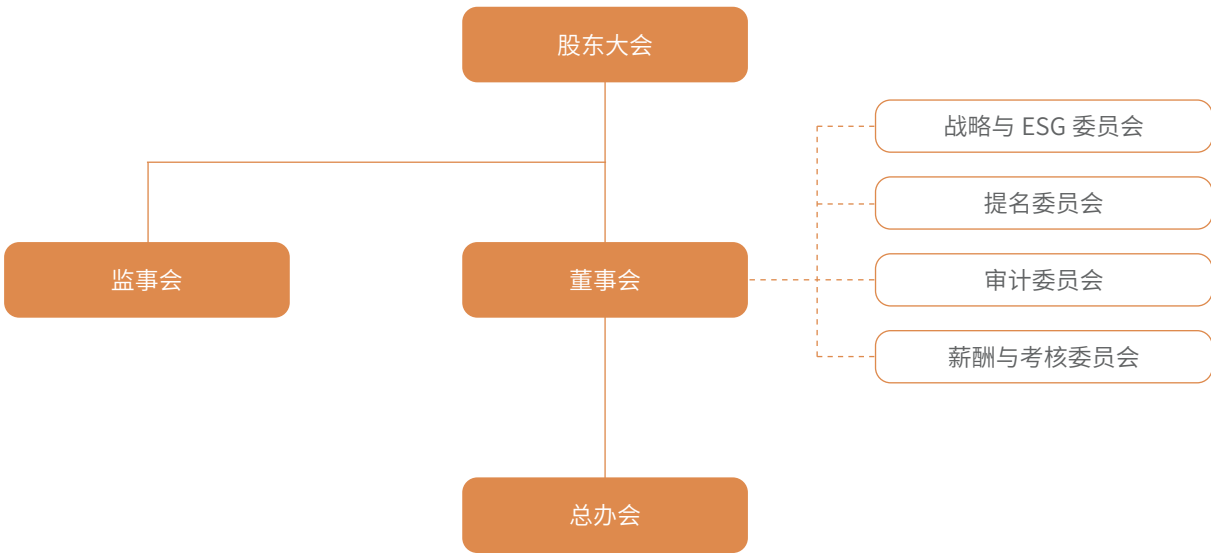 股东大会
战略与 ESG 委员会
提名委员会
监事会
董事会
审计委员会
薪酬与考核委员会
总办会